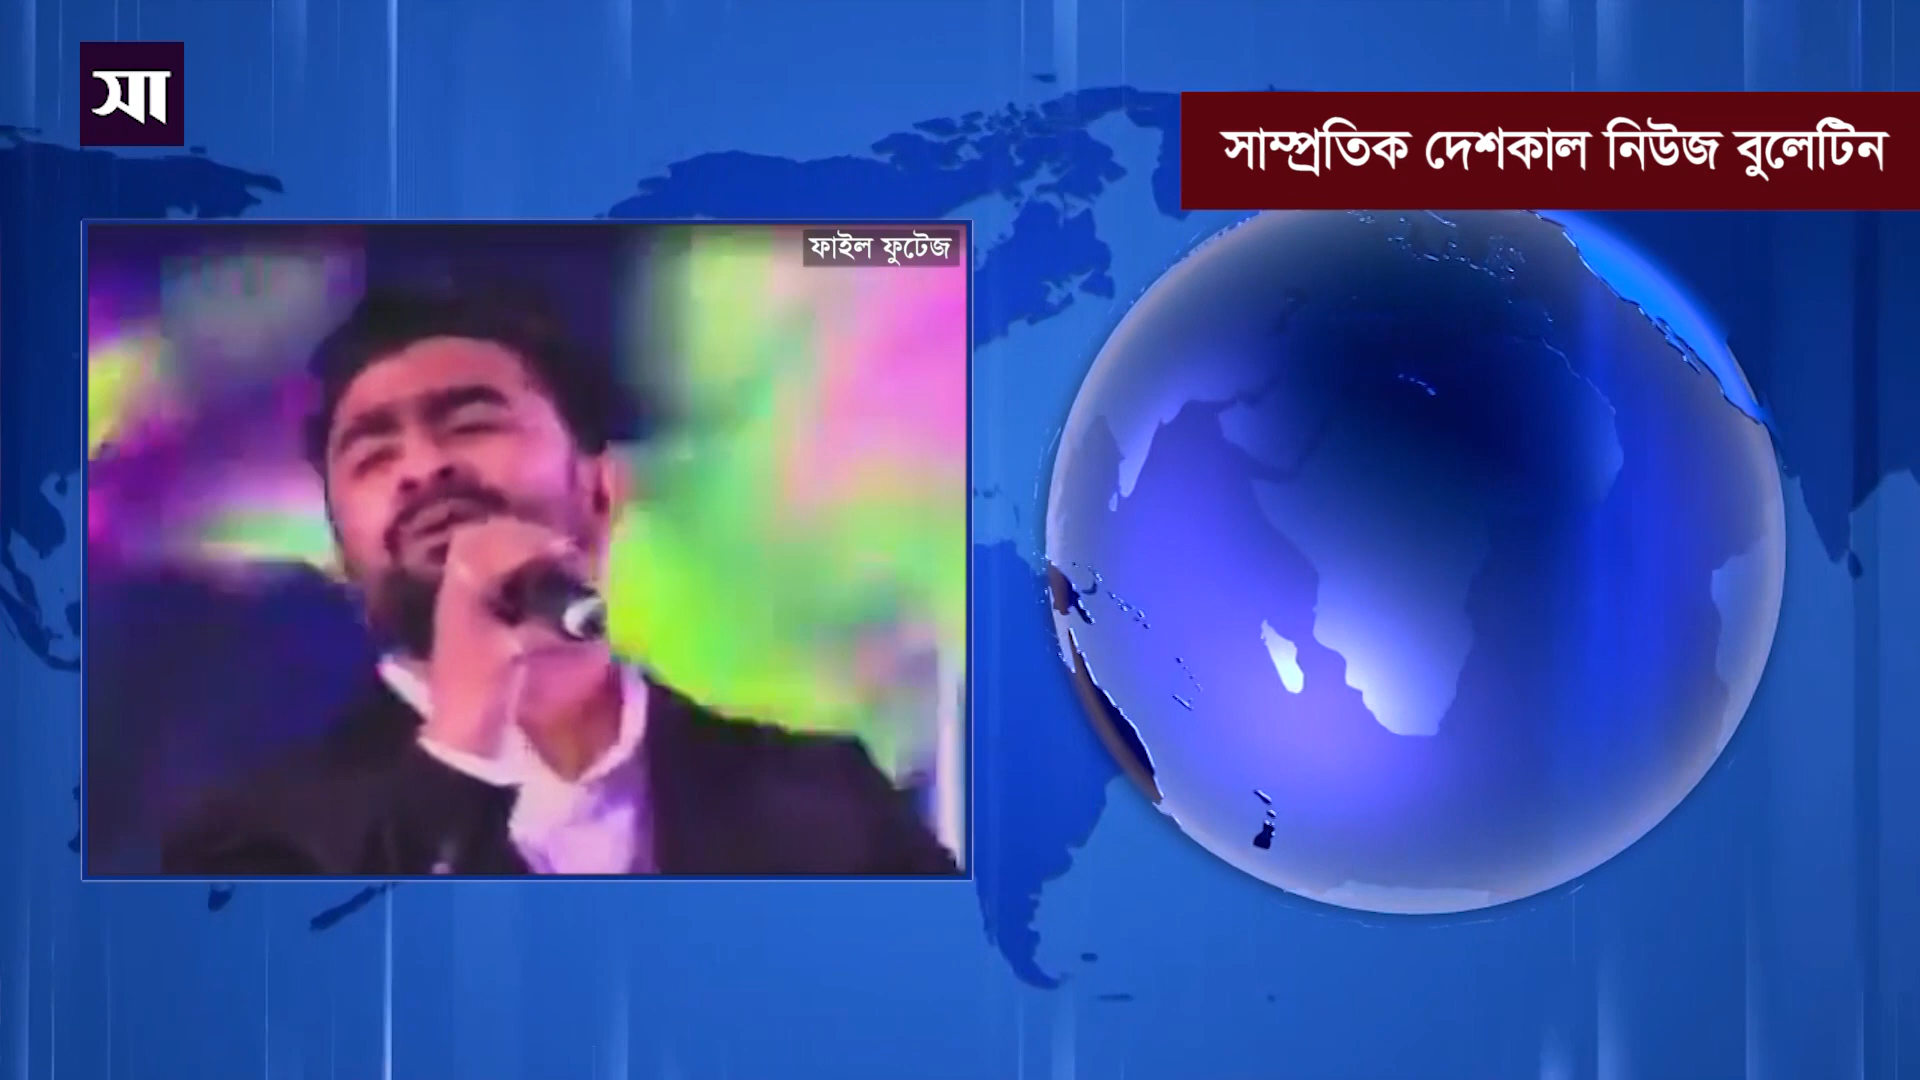 সা
সাম্প্রতিক দেশকাল নিউজ বুলেটিন
ফাইল ফুটেজ